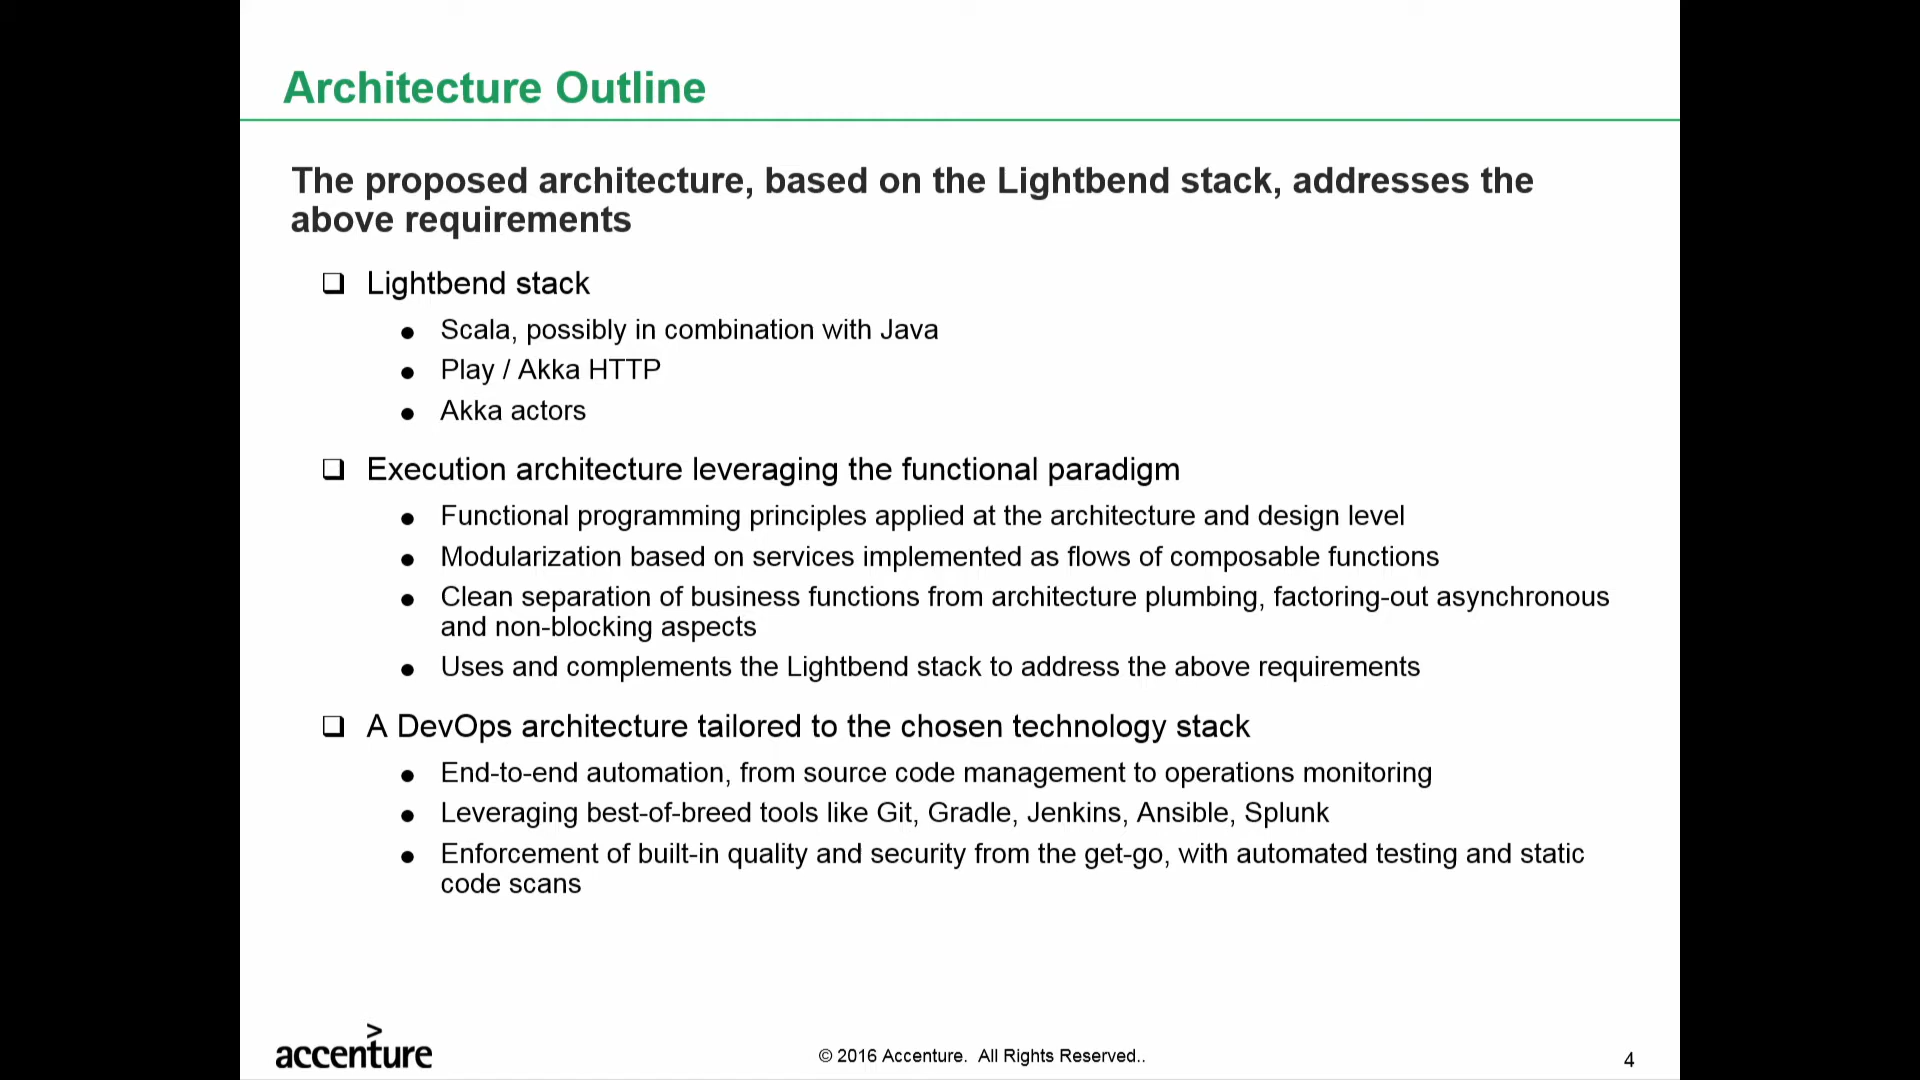 Architecture Outline
The proposed architecture, based on the Lightbend stack, addresses the
above requirements
❑ Lightbend stack
● Scala, possibly in combination with Java
● Play / Akka HTTP
● Akka actors
❑ Execution architecture leveraging the functional paradigm
● Functional programming principles applied at the architecture and design level
● Modularization based on services implemented as flows of composable functions
● Clean separation of business functions from architecture plumbing, factoring-out asynchronous
and non-blocking aspects
● Uses and complements the Lightbend stack to address the above requirements
❑ A DevOps architecture tailored to the chosen technology stack
● End-to-end automation, from source code management to operations monitoring
● Leveraging best-of-breed tools like Git, Gradle, Jenkins, Ansible, Splunk
● Enforcement of built-in quality and security from the get-go, with automated testing and static
code scans
>
accenture
© 2016 Accenture. All Rights Reserved..
4